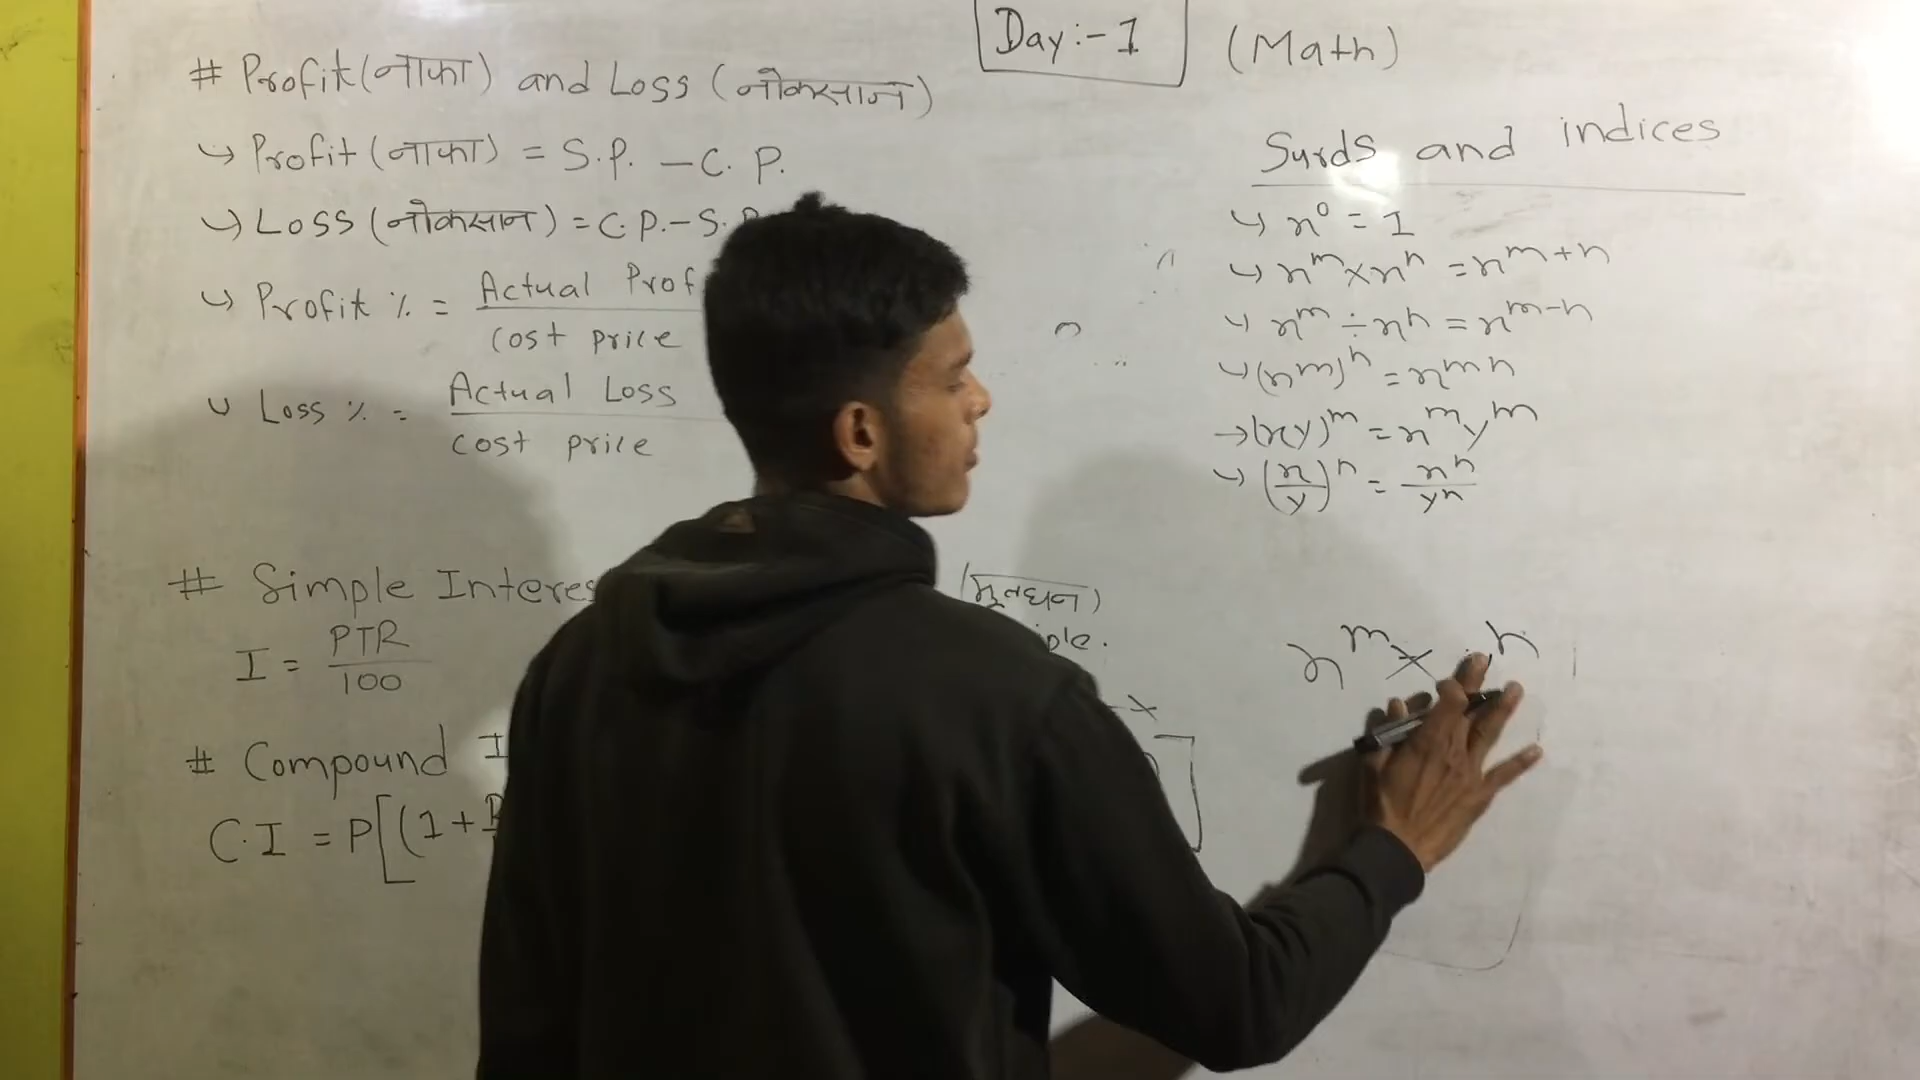 Day:-1 (Math)
# Profit(नाफा) and Loss (नोकसान)
↪ Profit (नाफा) = S.P. - C.P.
↪ Loss (नोकसान) = C.P. - S.
↪ Profit % = Actual Prof
cost price
↪ Loss % = Actual Loss
cost price
# Simple Interes
I = PTR
100
# Compound I
C.I = P[(1+
(मूलधन)
Surds and indices
↪ x⁰ = 1
↪ xᵐ × xⁿ = xᵐ⁺ⁿ
↪ xᵐ ÷ xⁿ = xᵐ⁻ⁿ
↪ (xᵐ)ⁿ = xᵐⁿ
→ (xy)ᵐ = xᵐyᵐ
↪ (x/y)ⁿ = xⁿ/yⁿ
xᵐ × ⁿ